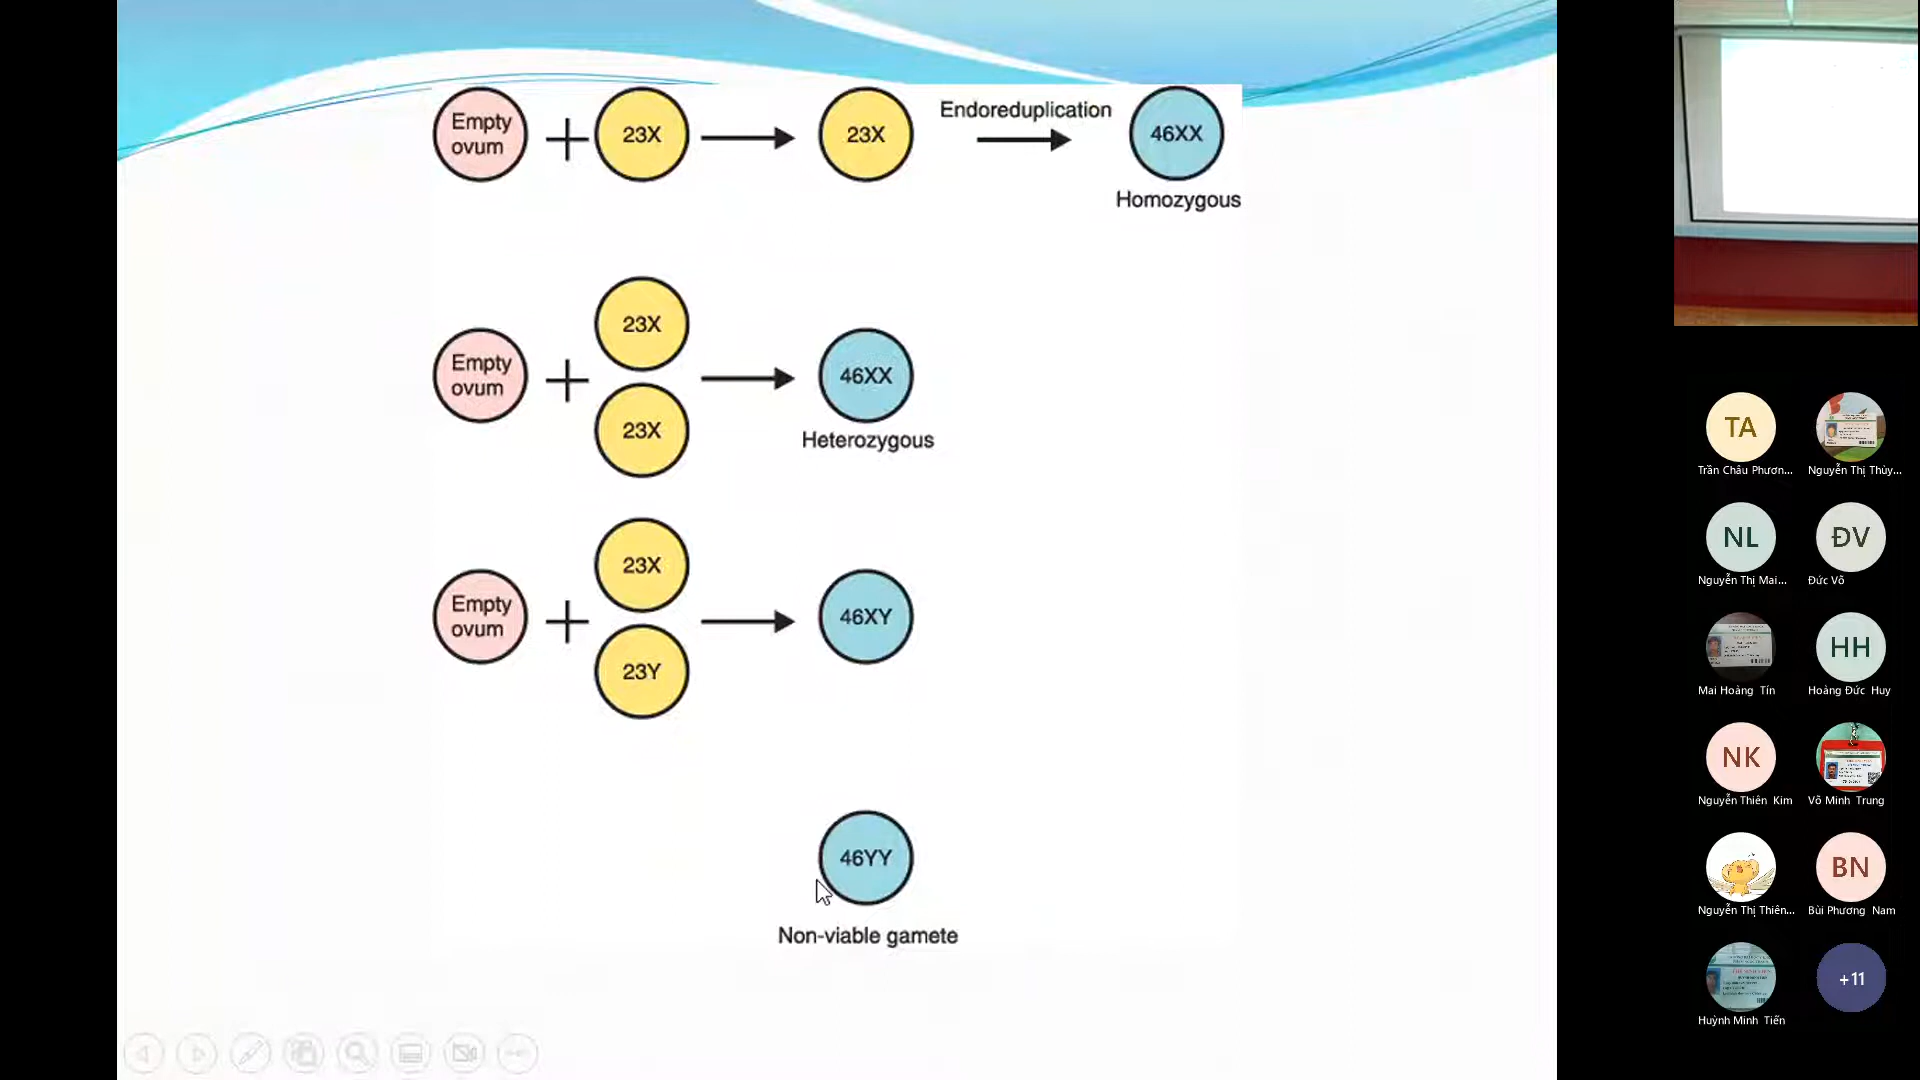 Empty
ovum
23X
23X
Endoreduplication
46XX
Homozygous
23X
Empty
ovum
46XX
23X
Heterozygous
23X
Empty
ovum
46XY
23Y
46YY
Non-viable gamete
TA
Trần Châu Phươn...
Nguyễn Thị Thùy...
NL
ĐV
Nguyễn Thị Mai...
Đức Võ
HH
Mai Hoàng Tín
Hoàng Đức Huy
NK
Nguyễn Thiên Kim
Võ Minh Trung
BN
Nguyễn Thị Thiên...
Bùi Phương Nam
+11
Huỳnh Minh Tiến